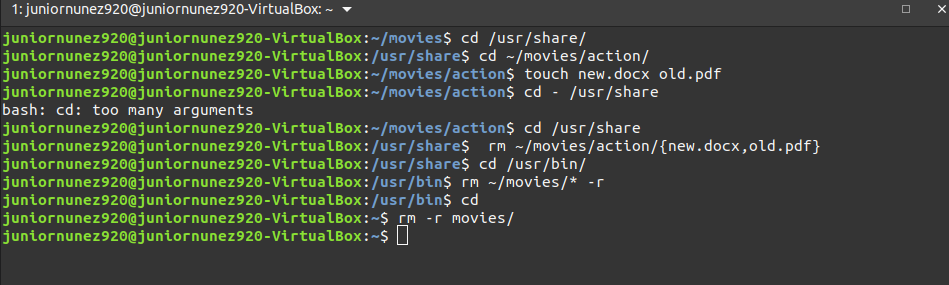 1: juniornunez920@juniornunez920-VirtualBox: ~
juniornunez920@juniornunez920-VirtualBox:~/movies$ cd /usr/share/
juniornunez920@juniornunez920-VirtualBox:/usr/share$ cd ~/movies/action/
juniornunez920@juniornunez920-VirtualBox:~/movies/action$ touch new.docx old.pdf
juniornunez920@juniornunez920-VirtualBox:~/movies/action$ cd - /usr/share
bash: cd: too many arguments
juniornunez920@juniornunez920-VirtualBox:~/movies/action$ cd /usr/share
juniornunez920@juniornunez920-VirtualBox:/usr/share$  rm ~/movies/action/{new.docx,old.pdf}
juniornunez920@juniornunez920-VirtualBox:/usr/share$ cd /usr/bin/
juniornunez920@juniornunez920-VirtualBox:/usr/bin$ rm ~/movies/* -r
juniornunez920@juniornunez920-VirtualBox:/usr/bin$ cd
juniornunez920@juniornunez920-VirtualBox:~$ rm -r movies/
juniornunez920@juniornunez920-VirtualBox:~$